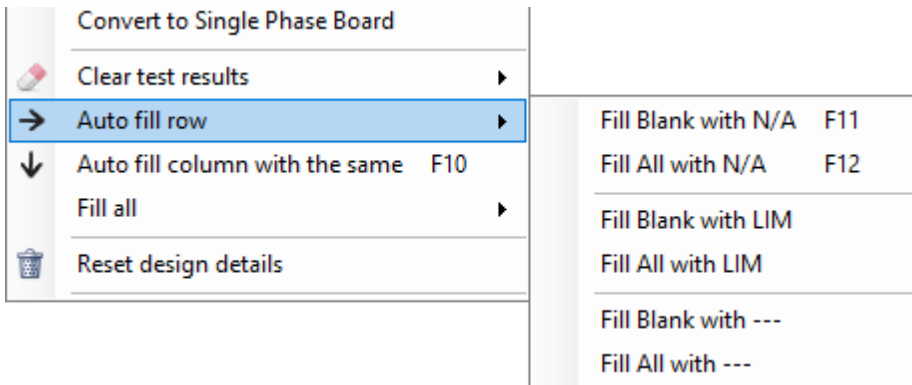 Convert to Single Phase Board
Clear test results
Auto fill row
Auto fill column with the same F10
Fill all
Reset design details
Fill Blank with N/A F11
Fill All with N/A F12
Fill Blank with LIM
Fill All with LIM
Fill Blank with ---
Fill All with ---